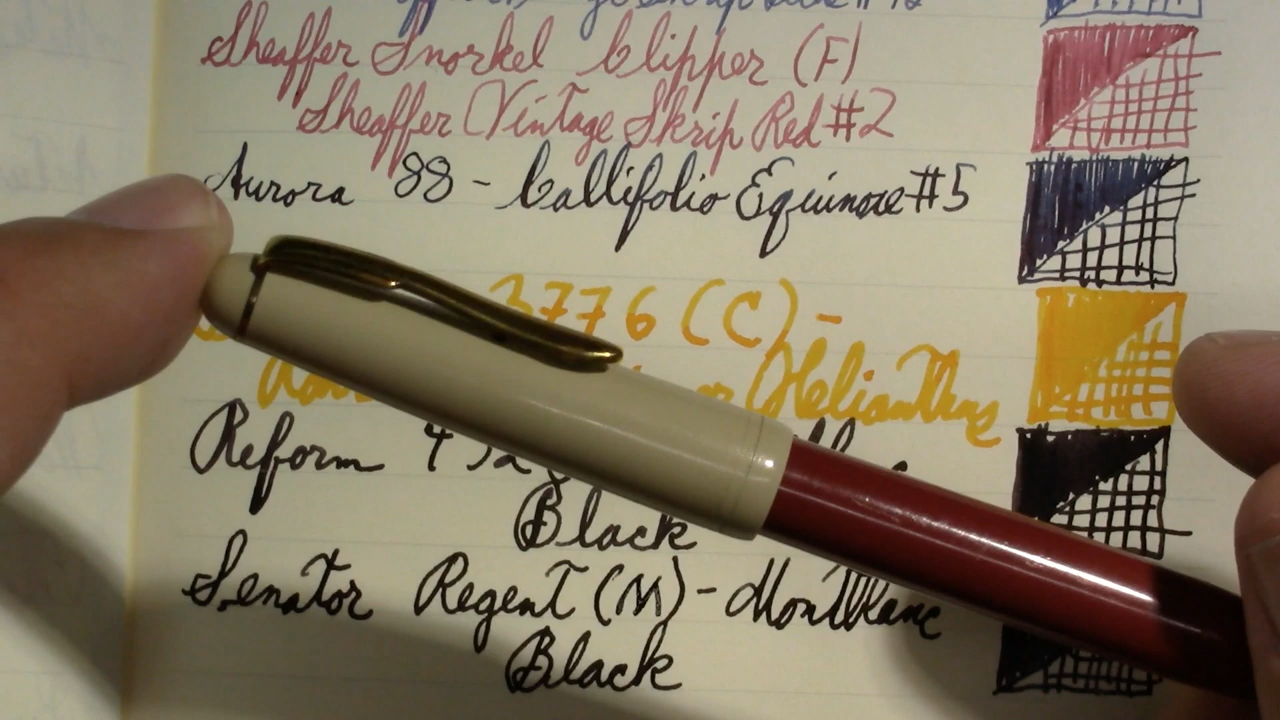 Sheaffer Snorkel Clipper (F)
Sheaffer Vintage Skrip Red #2
Aurora 88 - Callifolio Equinoxe #5
3776 (C) -
Helianthus
Reform
Black
Senator Regent (M) - Montblanc
Black